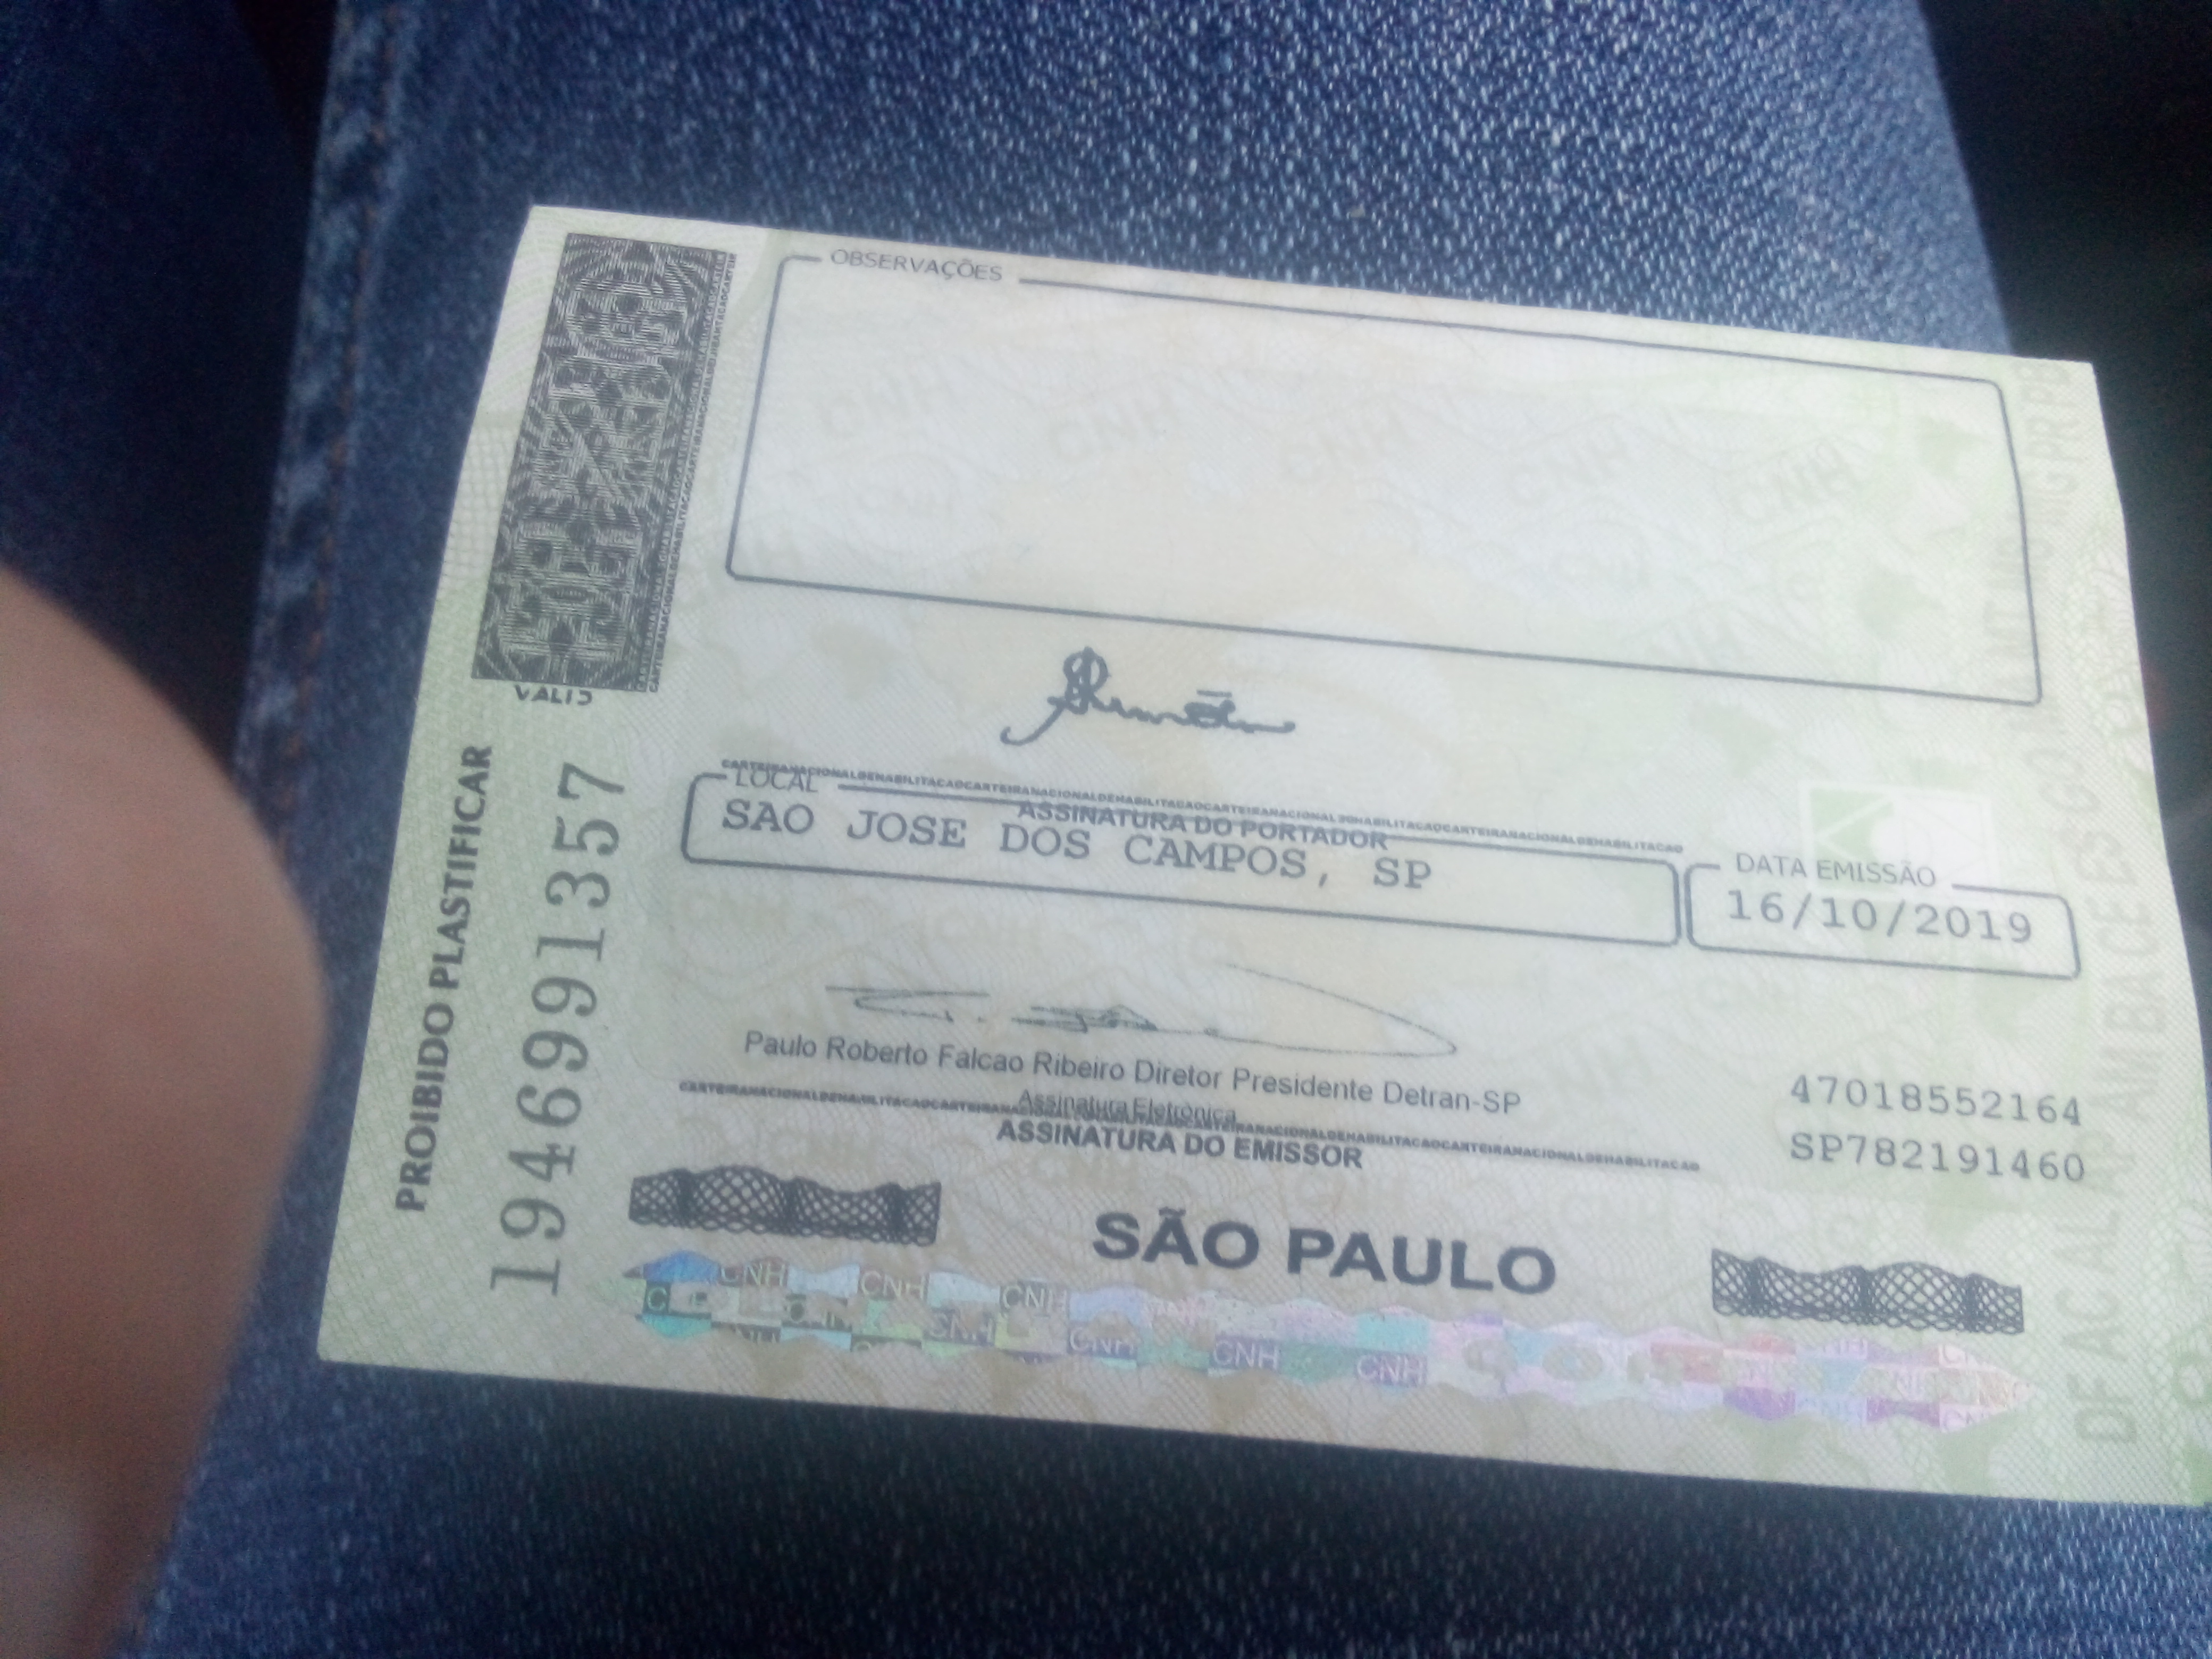 OBSERVAÇÕES
VALID
PROIBIDO PLASTIFICAR
1946991357
LOCAL
ASSINATURA DO PORTADOR
SAO JOSE DOS CAMPOS, SP
DATA EMISSÃO
16/10/2019
Paulo Roberto Falcao Ribeiro Diretor Presidente Detran-SP
Assinatura Eletrônica
ASSINATURA DO EMISSOR
47018552164
SP782191460
SÃO PAULO
CNH CNH CNH
CNH CNH CNH